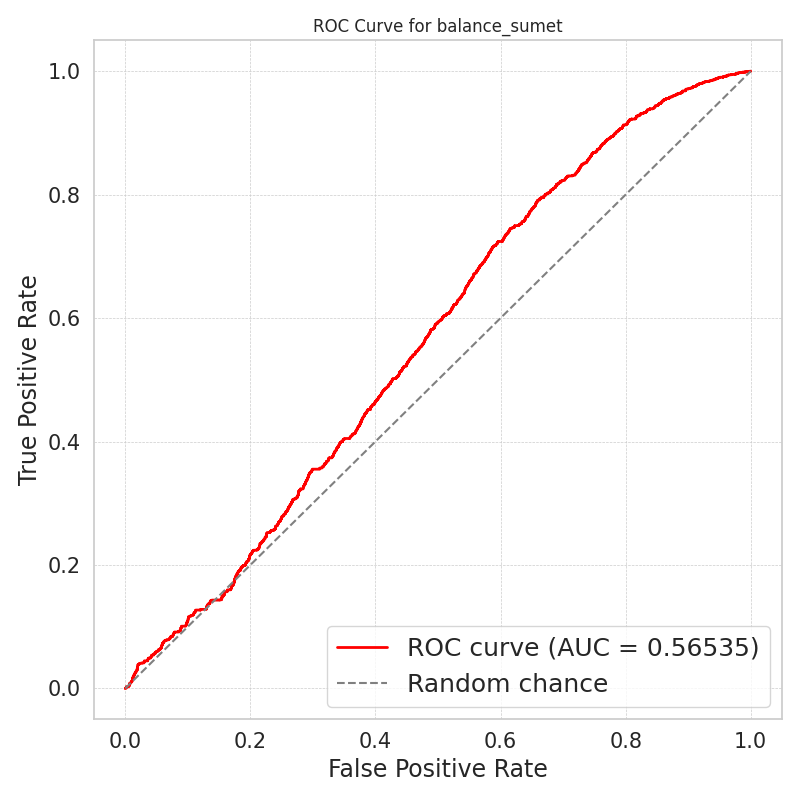 ROC Curve for balance_sumet
True Positive Rate
1.0
0.8
0.6
0.4
0.2
0.0
ROC curve (AUC = 0.56535)
Random chance
0.0 0.2 0.4 0.6 0.8 1.0
False Positive Rate